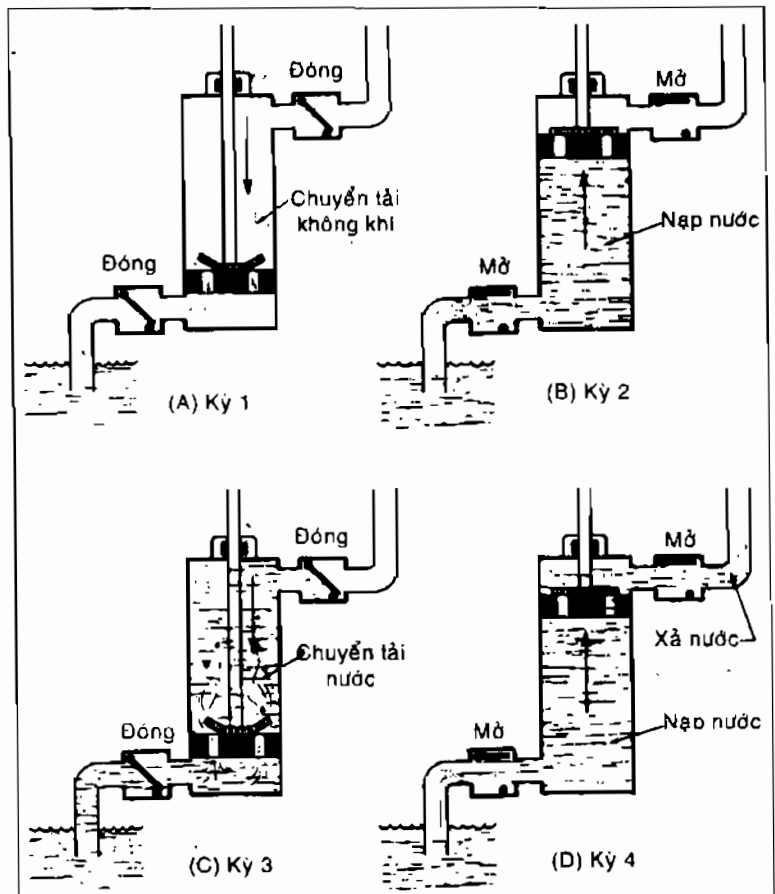 Đóng
Chuyển tải
không khí
Đóng
(A) Kỳ 1
Mở
Nạp nước
Mở
(B) Kỳ 2
Đóng
Chuyển tải
nước
Đóng
(C) Kỳ 3
Mở
Xả nước
Nạp nước
Mở
(D) Kỳ 4